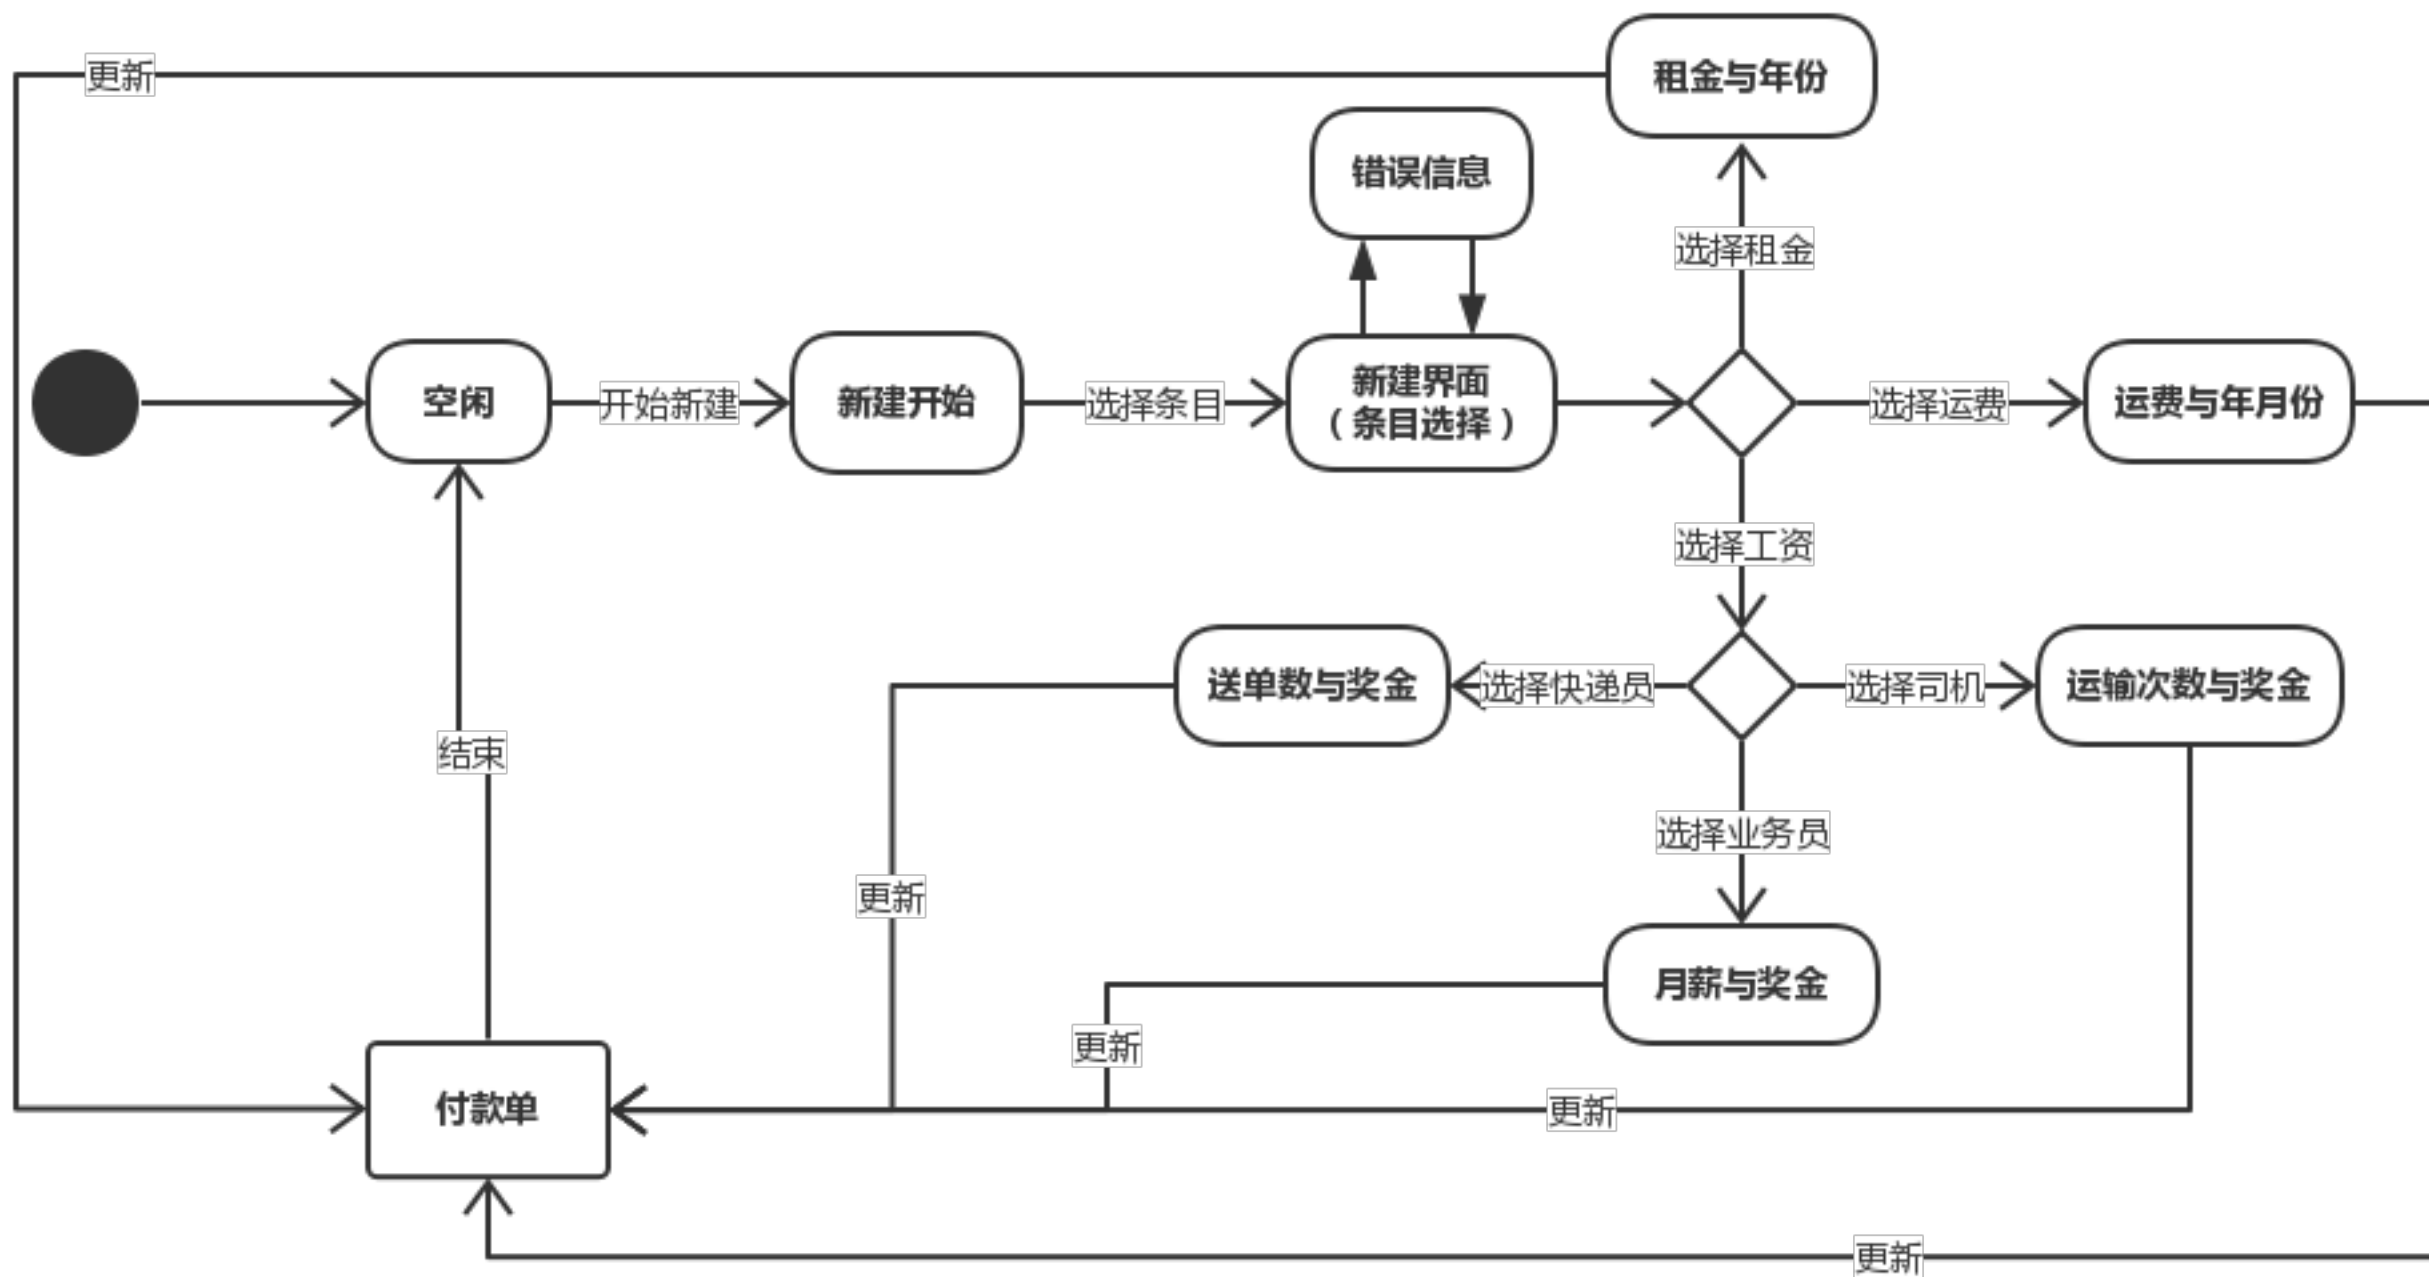 租金与年份
更新
错误信息
选择租金
空闲
开始新建
新建开始
选择条目
新建界面
（条目选择）
选择运费
运费与年月份
选择工资
送单数与奖金
选择快递员
选择司机
运输次数与奖金
结束
选择业务员
更新
月薪与奖金
更新
付款单
更新
更新